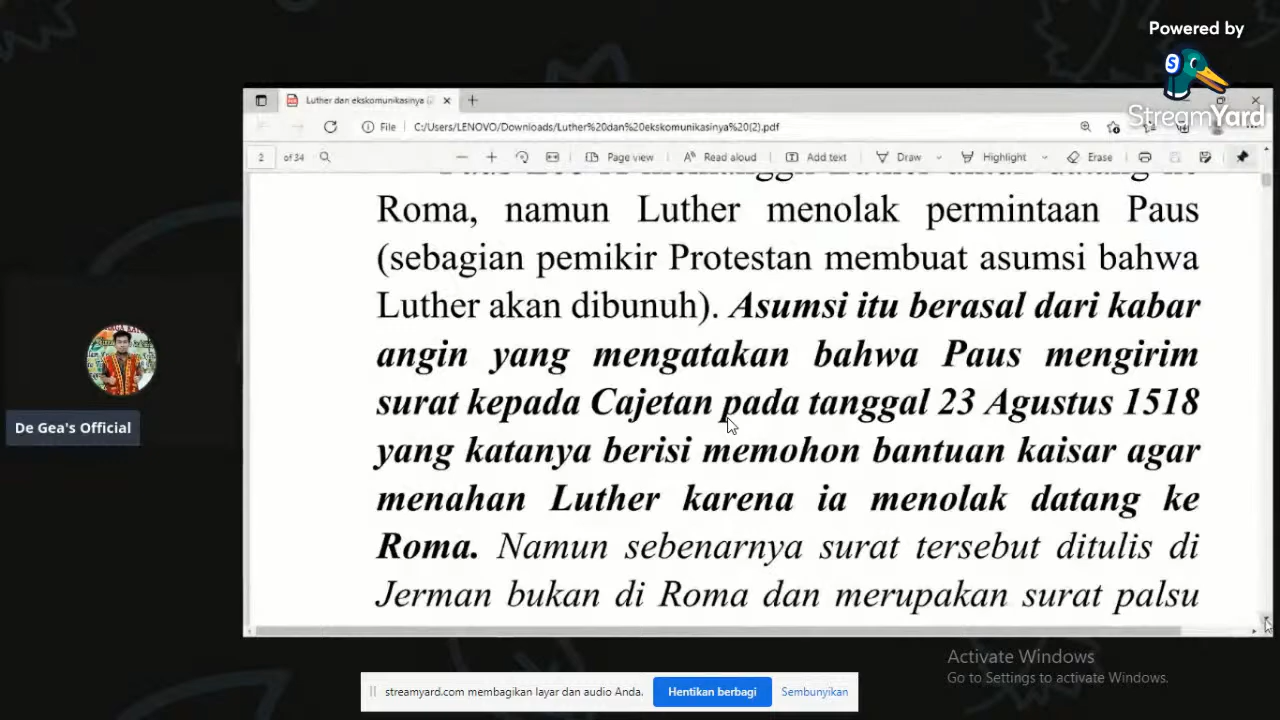 Powered by
StreamYard
Luther dan ekskomunikasinya
File C:/Users/LENOVO/Downloads/Luther%20dan%20ekskomunikasinya%20(2).pdf
2 of 34 Page view Read aloud Add text Draw Highlight Erase
Roma, namun Luther menolak permintaan Paus
(sebagian pemikir Protestan membuat asumsi bahwa
Luther akan dibunuh). Asumsi itu berasal dari kabar
angin yang mengatakan bahwa Paus mengirim
surat kepada Cajetan pada tanggal 23 Agustus 1518
yang katanya berisi memohon bantuan kaisar agar
menahan Luther karena ia menolak datang ke
Roma. Namun sebenarnya surat tersebut ditulis di
Jerman bukan di Roma dan merupakan surat palsu
De Gea's Official
Activate Windows
Go to Settings to activate Windows.
streamyard.com membagikan layar dan audio Anda. Hentikan berbagi Sembunyikan